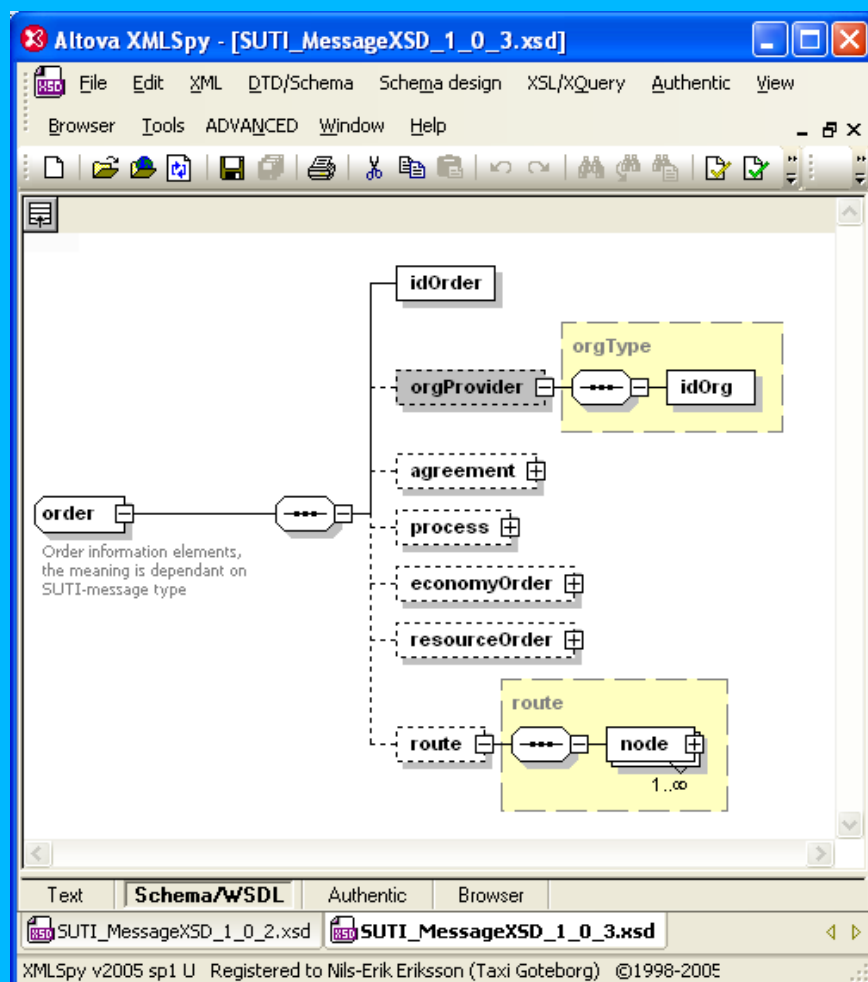 Altova XMLSpy - [SUTI_MessageXSD_1_0_3.xsd]
File Edit XML DTD/Schema Schema design XSL/XQuery Authentic View
Browser Tools ADVANCED Window Help
idOrder
orgType
orgProvider
idOrg
agreement
order
process
Order information elements,
the meaning is dependant on
SUTI-message type
economyOrder
resourceOrder
route
route
node
1..∞
Text Schema/WSDL Authentic Browser
XSD SUTI_MessageXSD_1_0_2.xsd XSD SUTI_MessageXSD_1_0_3.xsd
XMLSpy v2005 sp1 U Registered to Nils-Erik Eriksson (Taxi Goteborg) ©1998-2005